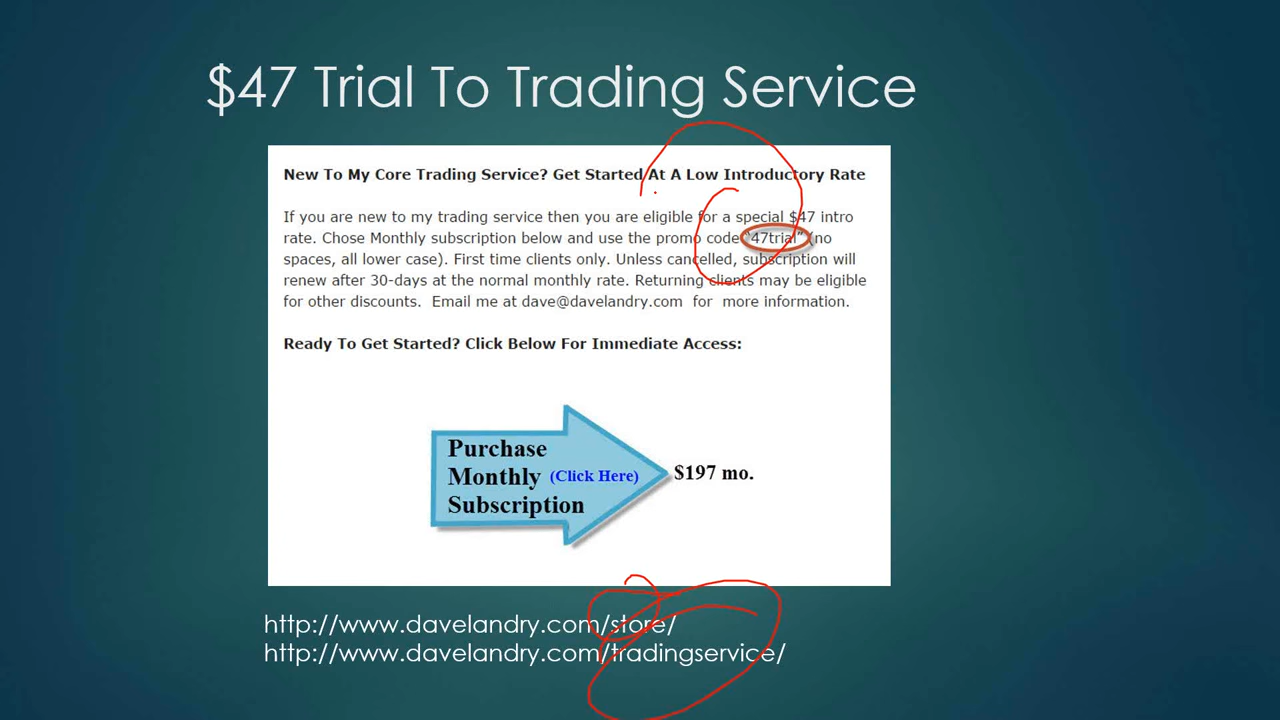 $47 Trial To Trading Service
New To My Core Trading Service? Get Started At A Low Introductory Rate
If you are new to my trading service then you are eligible for a special $47 intro
rate. Chose Monthly subscription below and use the promo code “47trial” (no
spaces, all lower case). First time clients only. Unless cancelled, subscription will
renew after 30-days at the normal monthly rate. Returning clients may be eligible
for other discounts. Email me at dave@davelandry.com for more information.
Ready To Get Started? Click Below For Immediate Access:
Purchase
Monthly (Click Here) $197 mo.
Subscription
http://www.davelandry.com/store/
http://www.davelandry.com/tradingservice/